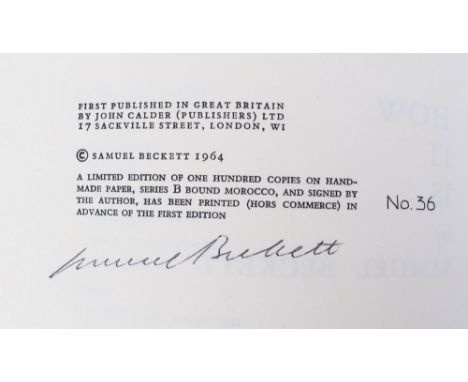 FIRST PUBLISHED IN GREAT BRITAIN
BY JOHN CALDER (PUBLISHERS) LTD
17 SACKVILLE STREET, LONDON, W1
© SAMUEL BECKETT 1964
A LIMITED EDITION OF ONE HUNDRED COPIES ON HAND-
MADE PAPER, SERIES B BOUND MOROCCO, AND SIGNED BY
THE AUTHOR, HAS BEEN PRINTED (HORS COMMERCE) IN
ADVANCE OF THE FIRST EDITION
No. 36
Samuel Beckett